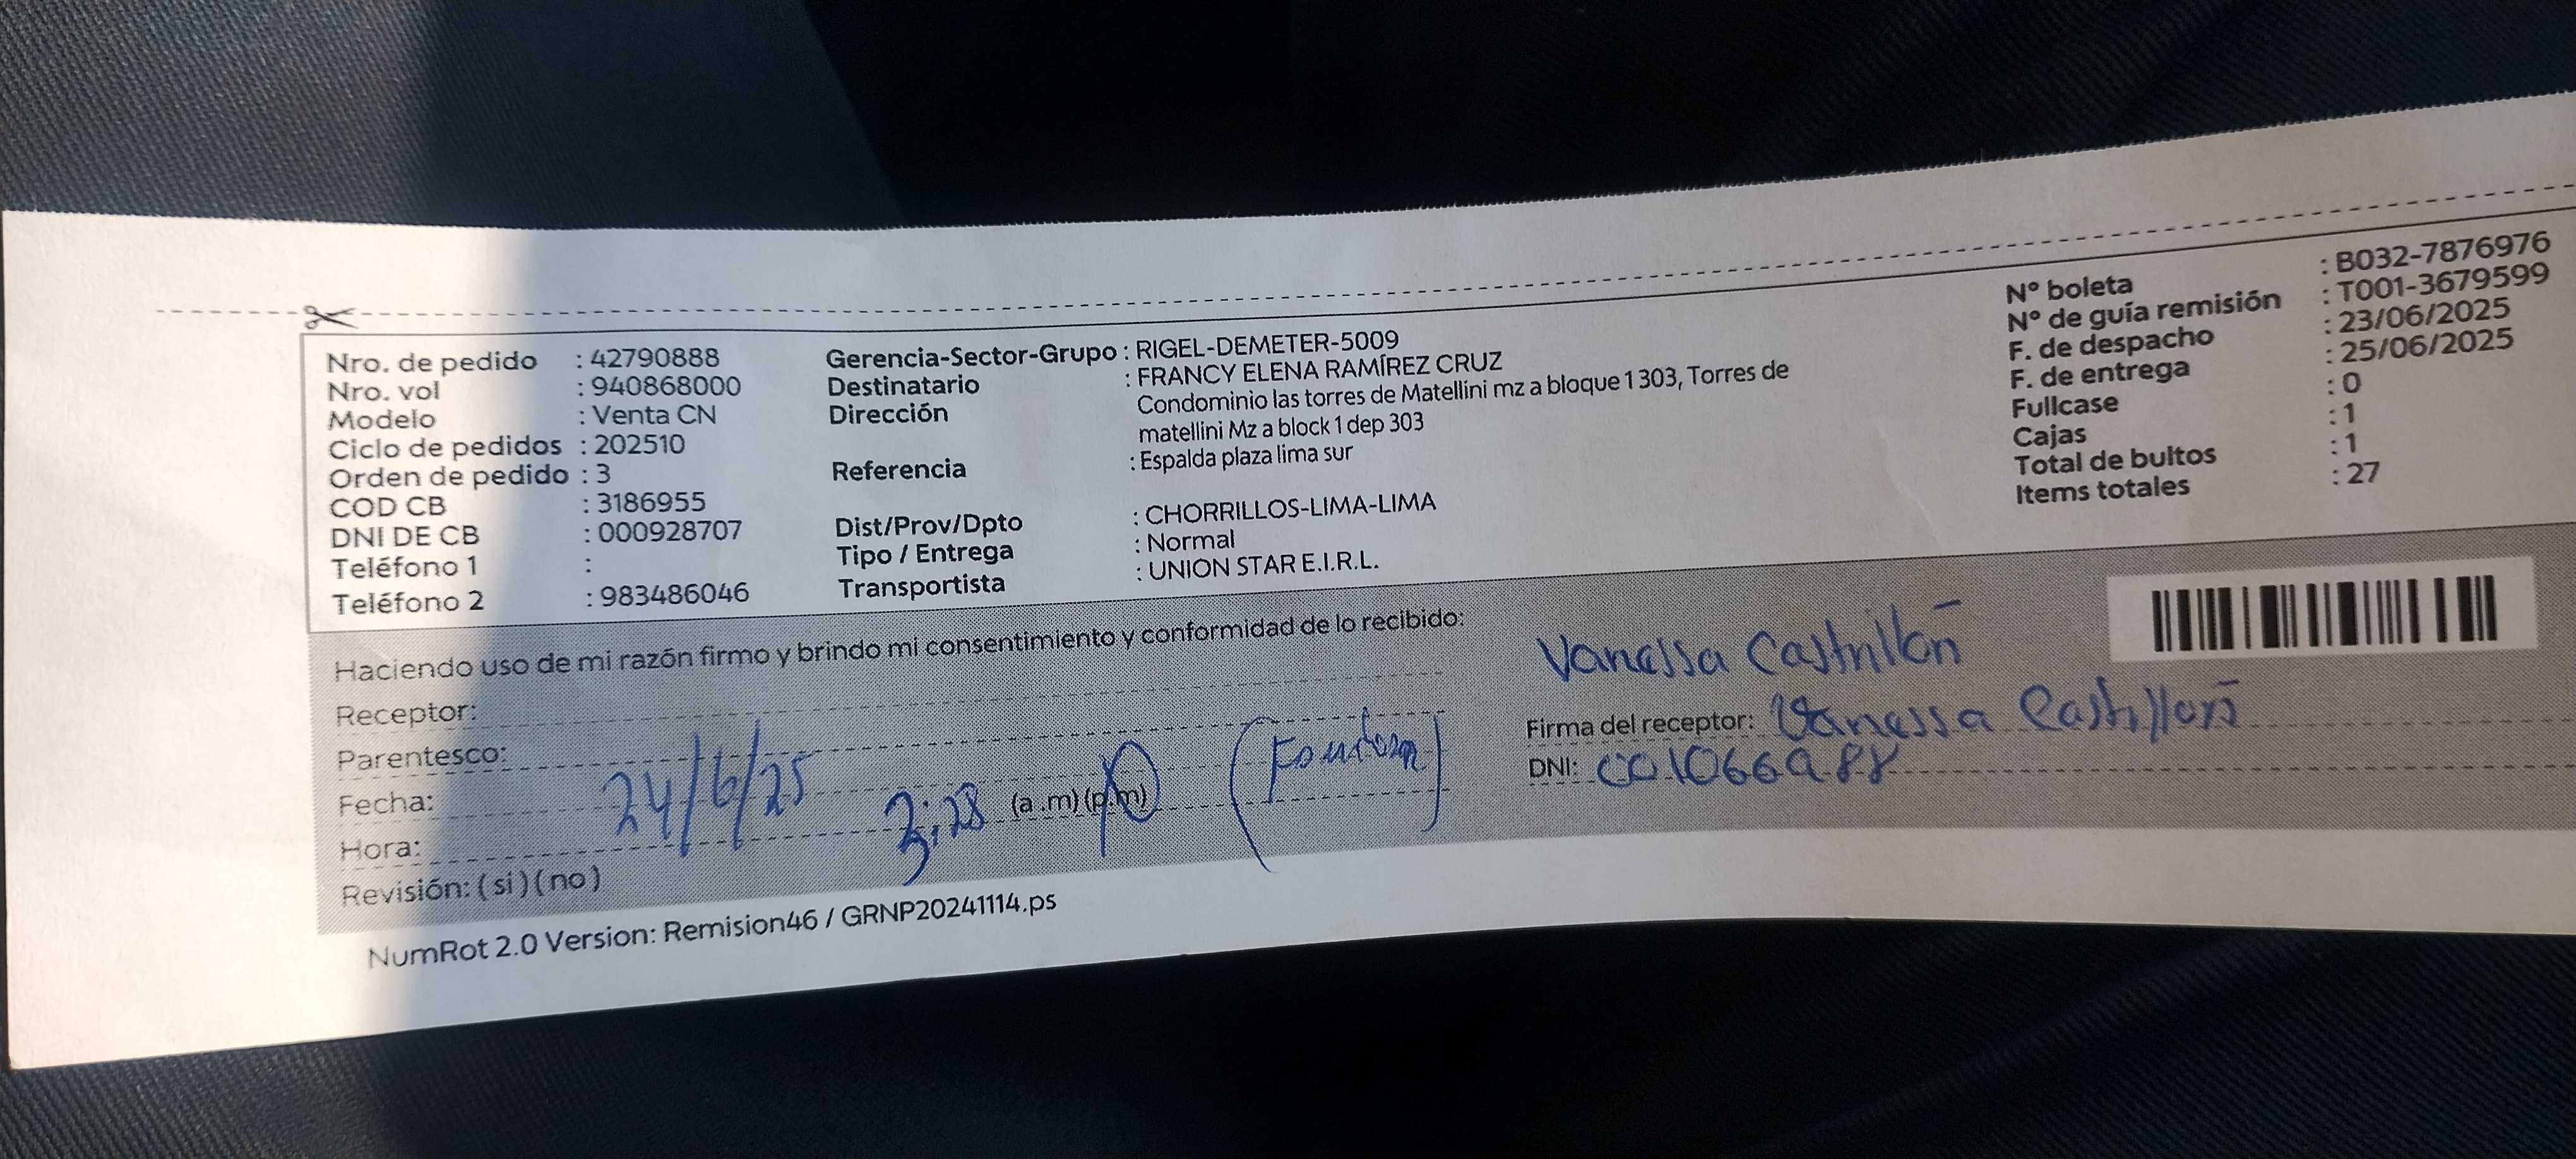 Nro. de pedido : 42790888
Nro. vol : 940868000
Modelo : Venta CN
Ciclo de pedidos : 202510
Orden de pedido : 3
COD CB : 3186955
DNI DE CB : 000928707
Teléfono 1 :
Teléfono 2 : 983486046
Gerencia-Sector-Grupo : RIGEL-DEMETER-5009
Destinatario : FRANCY ELENA RAMÍREZ CRUZ
Dirección Condominio las torres de Matellini mz a bloque 1 303, Torres de
matellini Mz a block 1 dep 303
Referencia : Espalda plaza lima sur
Dist/Prov/Dpto : CHORRILLOS-LIMA-LIMA
Tipo / Entrega : Normal
Transportista : UNION STAR E.I.R.L.
N° boleta : B032-7876976
N° de guía remisión : T001-3679599
F. de despacho : 23/06/2025
F. de entrega : 25/06/2025
Fullcase : 0
Cajas : 1
Total de bultos : 1
Items totales : 27
Haciendo uso de mi razón firmo y brindo mi consentimiento y conformidad de lo recibido:
Vanessa Castrillon
Receptor:
Parentesco:
Fecha: 24/6/25
Hora: 3:28 (a.m) (p.m)
Revisión: (si) (no)
Firma del receptor: Vanessa Castrillon
DNI: 001066988
NumRot 2.0 Version: Remision46 / GRNP20241114.ps